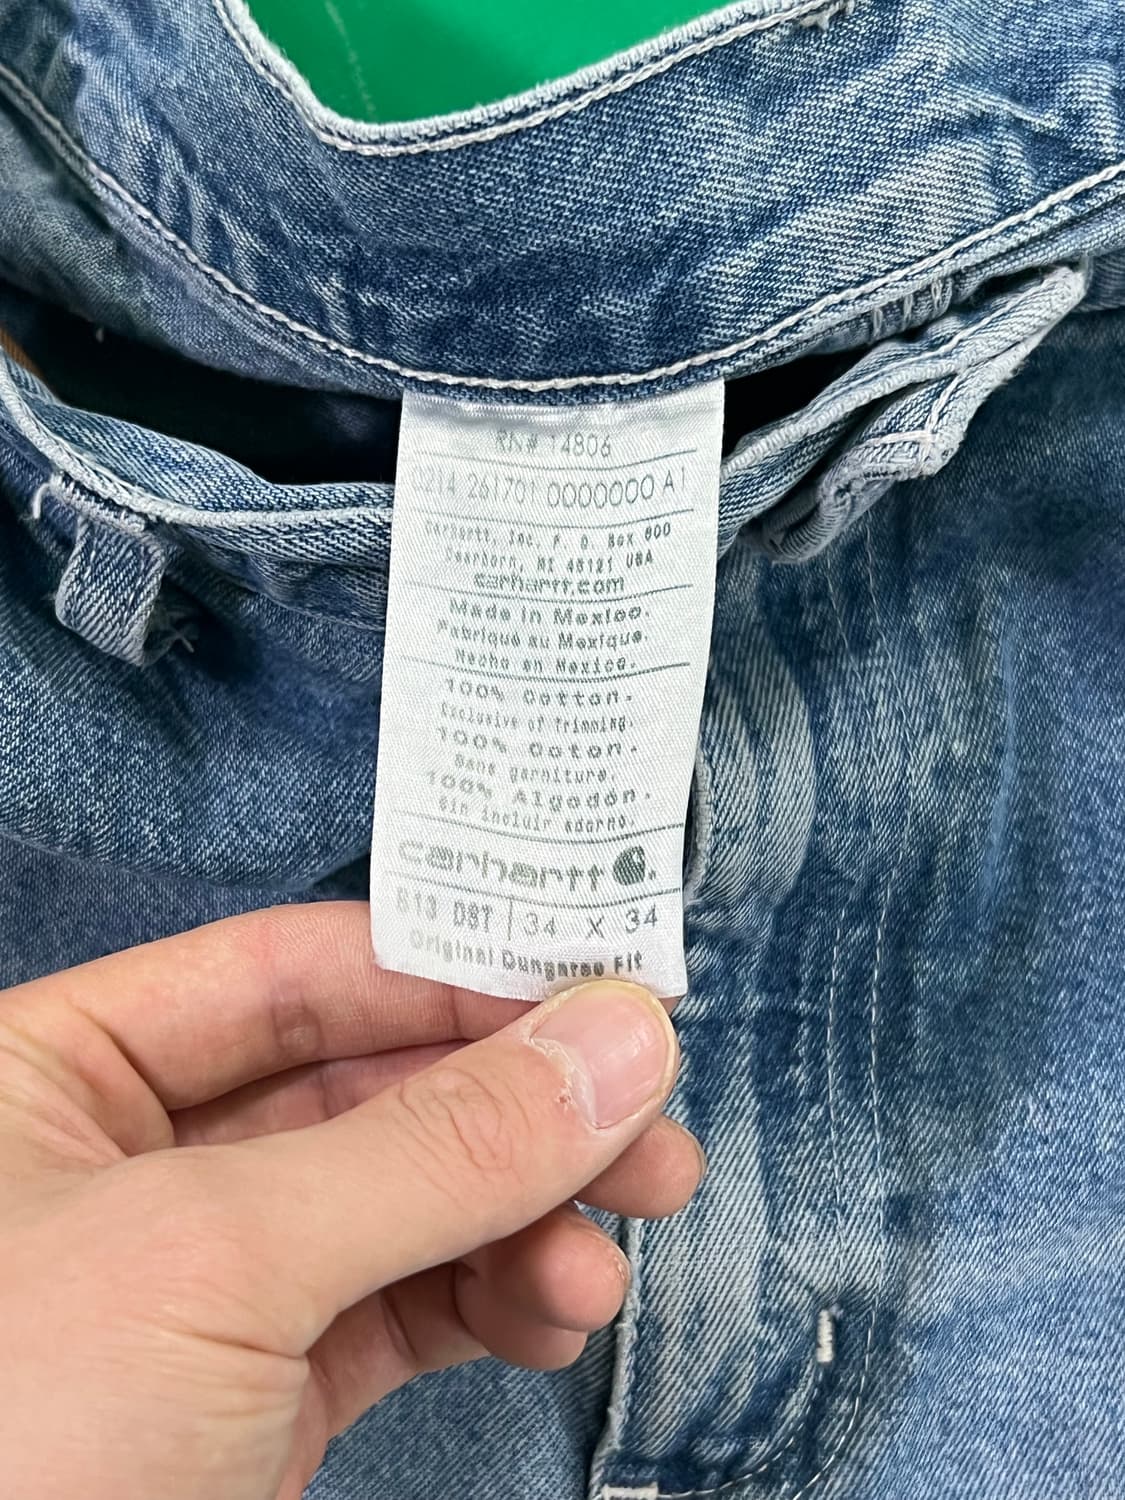 RN# 14806
0214 261701 0000000 A1
Carhartt, Inc, P. O. Box 600
Dearborn, MI 48121 USA
carhartt.com
Made in Mexico.
Fabriqué au Mexique.
Hecho en Mexico.
100% Cotton.
Exclusive of Trimming.
100% Coton.
Sans garniture.
100% Algodón.
Sin incluir adorno.
carhartt
B13 DST | 34 X 34
Original Dungaree Fit